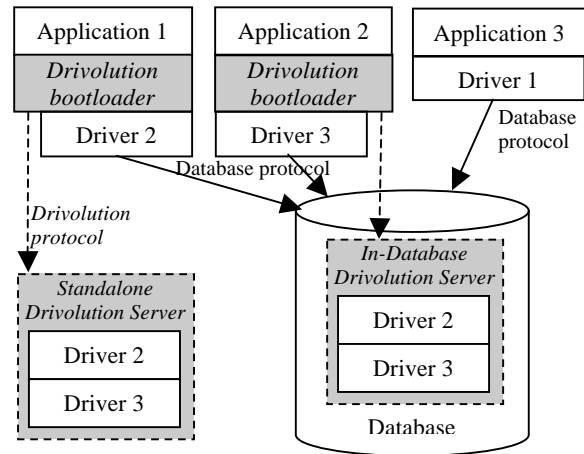 Application 1
Drivolution
bootloader
Driver 2
Application 2
Drivolution
bootloader
Driver 3
Application 3
Driver 1
Database
protocol
Database protocol
Drivolution
protocol
Standalone
Drivolution Server
Driver 2
Driver 3
In-Database
Drivolution Server
Driver 2
Driver 3
Database